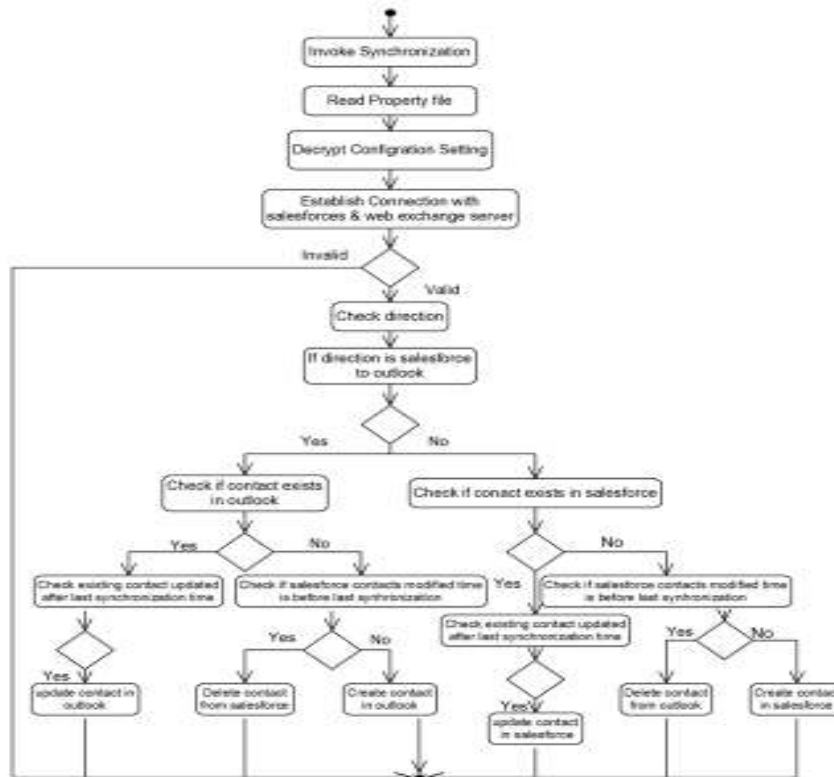 Invoke Synchronization
Read Property file
Decrypt Configration Setting
Establish Connection with
salesforces & web exchange server
Invalid
Valid
Check direction
If direction is salesforce
to outlook
Yes
No
Check if contact exists
in outlook
Check if conact exists in salesforce
Yes
No
No
Yes
Check existing contact updated
after last synchronization time
Check if salesforce contacts modified time
is before last synhronization
Check if salesforce contacts modified time
is before last synhronization
Check existing contact updated
after last synchronization time
Yes
No
Yes
No
Yes
update contact in
outlook
Delete contact
from salesforce
Create contact
in outlook
Yes
update contact
in salesforce
Delete contact
from outlook
Create contact
in salesforce